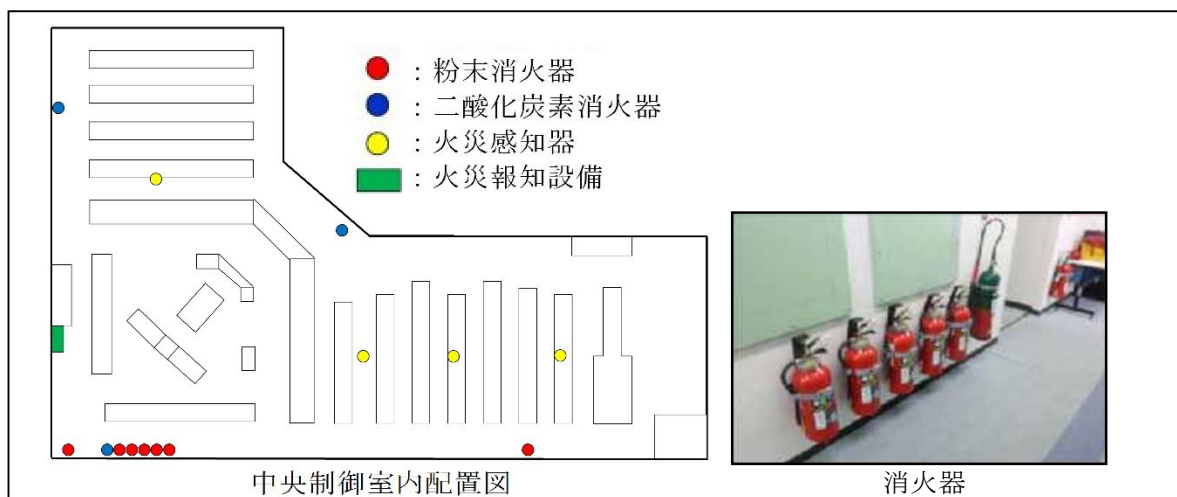 ：粉末消火器
：二酸化炭素消火器
：火災感知器
：火災報知設備
中央制御室内配置図
消火器